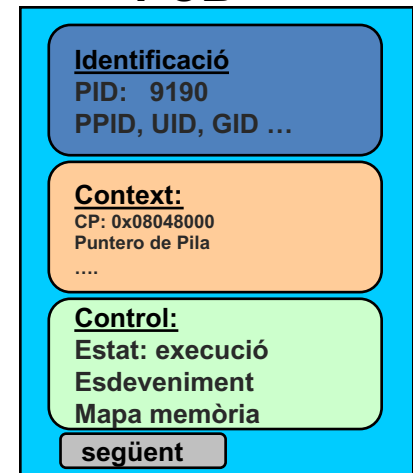 Identificació
PID: 9190
PPID, UID, GID …
Context:
CP: 0x08048000
Puntero de Pila
….
Control:
Estat: execució
Esdeveniment
Mapa memòria
següent